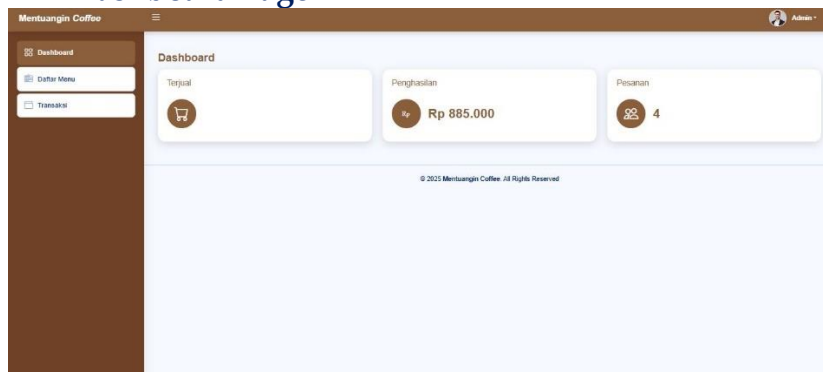 Mentuangin Coffee
Admin
Dashboard
Daftar Menu
Transaksi
Dashboard
Terjual
Penghasilan
Rp
Rp 885.000
Pesanan
4
© 2025 Mentuangin Coffee. All Rights Reserved